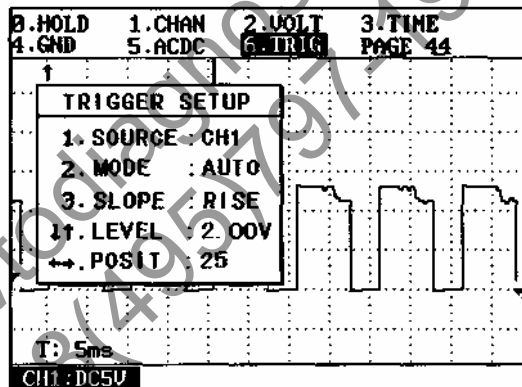 0.HOLD 1.CHAN 2.VOLT 3.TIME
4.GND 5.ACDC 6.TRIG PAGE 44
TRIGGER SETUP
1.SOURCE :CH1
2.MODE :AUTO
3.SLOPE :RISE
↓↑.LEVEL :2.00V
↔.POSIT :25
T: 5ms
CH1:DC5V